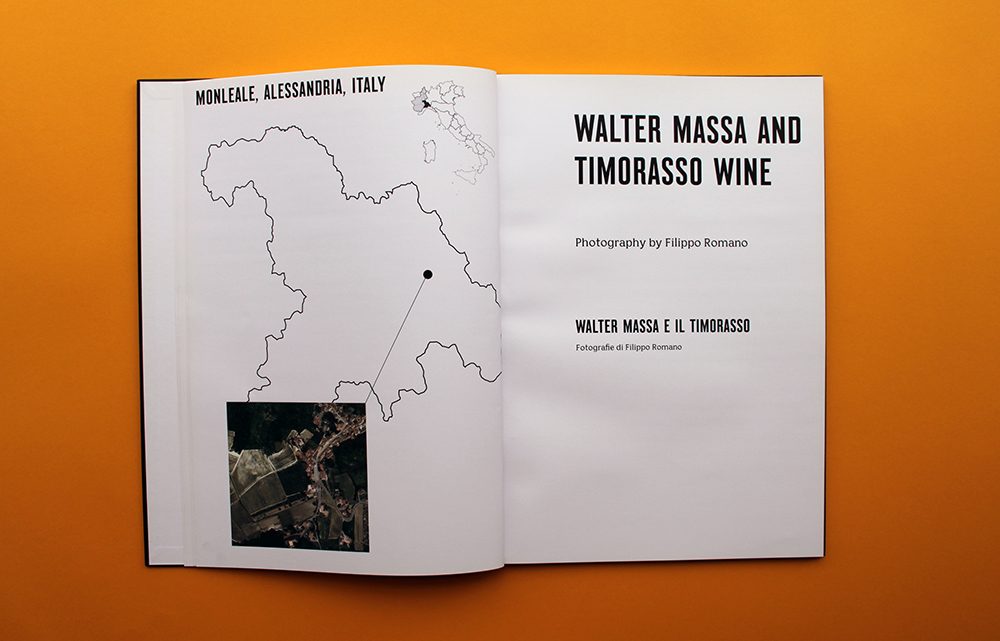 MONLEALE, ALESSANDRIA, ITALY
WALTER MASSA AND
TIMORASSO WINE
Photography by Filippo Romano
WALTER MASSA E IL TIMORASSO
Fotografie di Filippo Romano